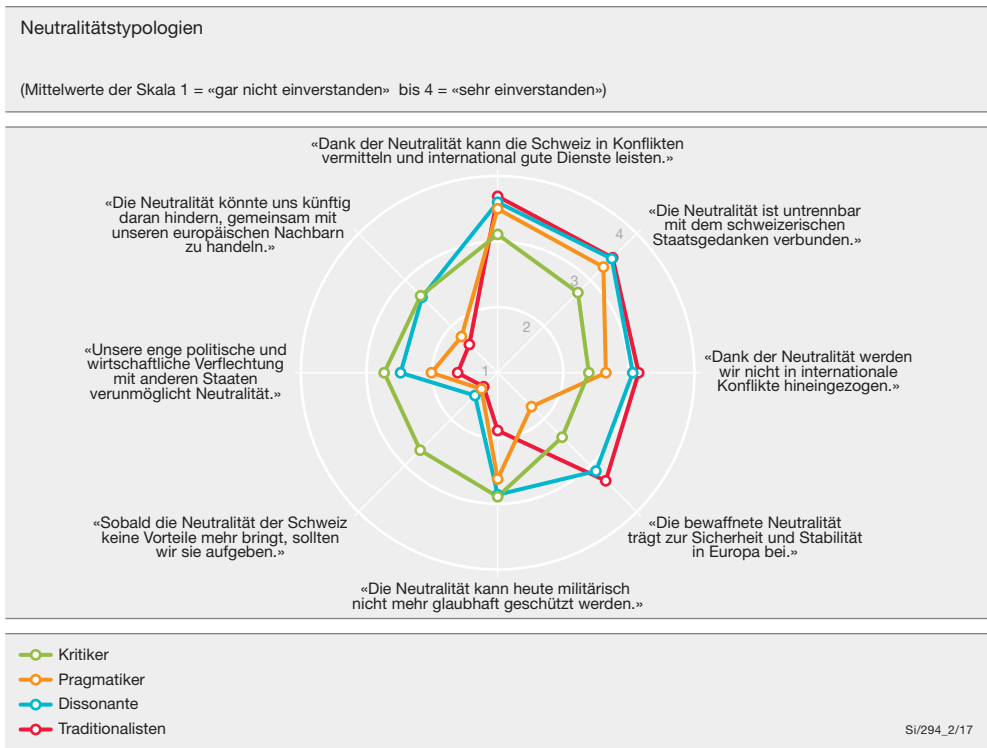 Neutralitätstypologien
(Mittelwerte der Skala 1 = «gar nicht einverstanden» bis 4 = «sehr einverstanden»)
«Dank der Neutralität kann die Schweiz in Konflikten
vermitteln und international gute Dienste leisten.»
«Die Neutralität könnte uns künftig
daran hindern, gemeinsam mit
unseren europäischen Nachbarn
zu handeln.»
«Die Neutralität ist untrennbar
mit dem schweizerischen
Staatsgedanken verbunden.»
4
3
2
1
«Unsere enge politische und
wirtschaftliche Verflechtung
mit anderen Staaten
verunmöglicht Neutralität.»
«Dank der Neutralität werden
wir nicht in internationale
Konflikte hineingezogen.»
«Sobald die Neutralität der Schweiz
keine Vorteile mehr bringt, sollten
wir sie aufgeben.»
«Die bewaffnete Neutralität
trägt zur Sicherheit und Stabilität
in Europa bei.»
«Die Neutralität kann heute militärisch
nicht mehr glaubhaft geschützt werden.»
Kritiker
Pragmatiker
Dissonante
Traditionalisten
Si/294_2/17